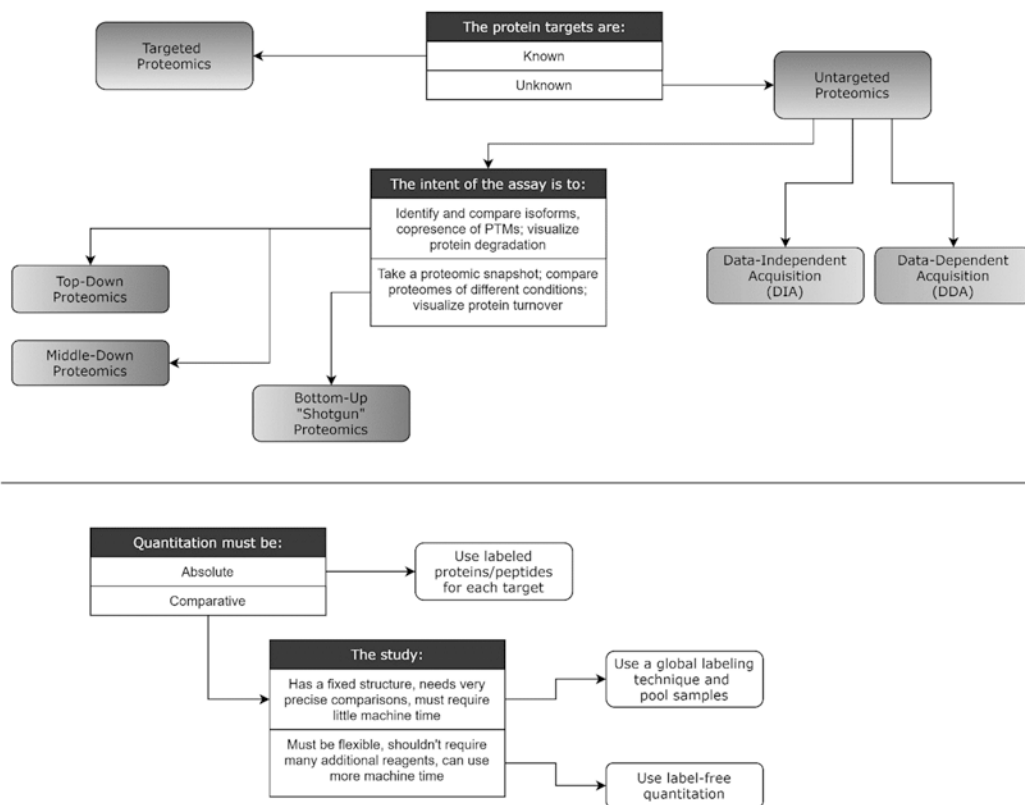 The protein targets are:
Targeted
Proteomics
Known
Unknown
Untargeted
Proteomics
The intent of the assay is to:
Identify and compare isoforms,
copresence of PTMs; visualize
protein degradation
Take a proteomic snapshot; compare
proteomes of different conditions;
visualize protein turnover
Top-Down
Proteomics
Middle-Down
Proteomics
Bottom-Up
"Shotgun"
Proteomics
Data-Independent
Acquisition
(DIA)
Data-Dependent
Acquisition
(DDA)
Quantitation must be:
Absolute
Comparative
Use labeled
proteins/peptides
for each target
The study:
Has a fixed structure, needs very
precise comparisons, must require
little machine time
Must be flexible, shouldn't require
many additional reagents, can use
more machine time
Use a global labeling
technique and
pool samples
Use label-free
quantitation